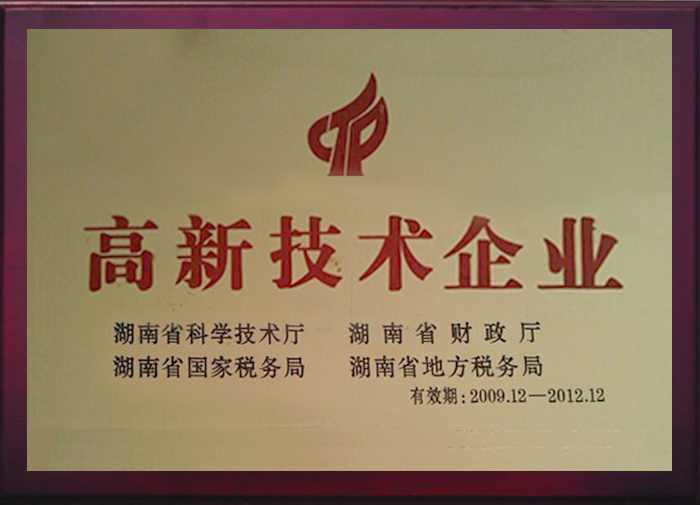 CTP
高新技术企业
湖南省科学技术厅 湖南省财政厅
湖南省国家税务局 湖南省地方税务局
有效期:2009.12—2012.12